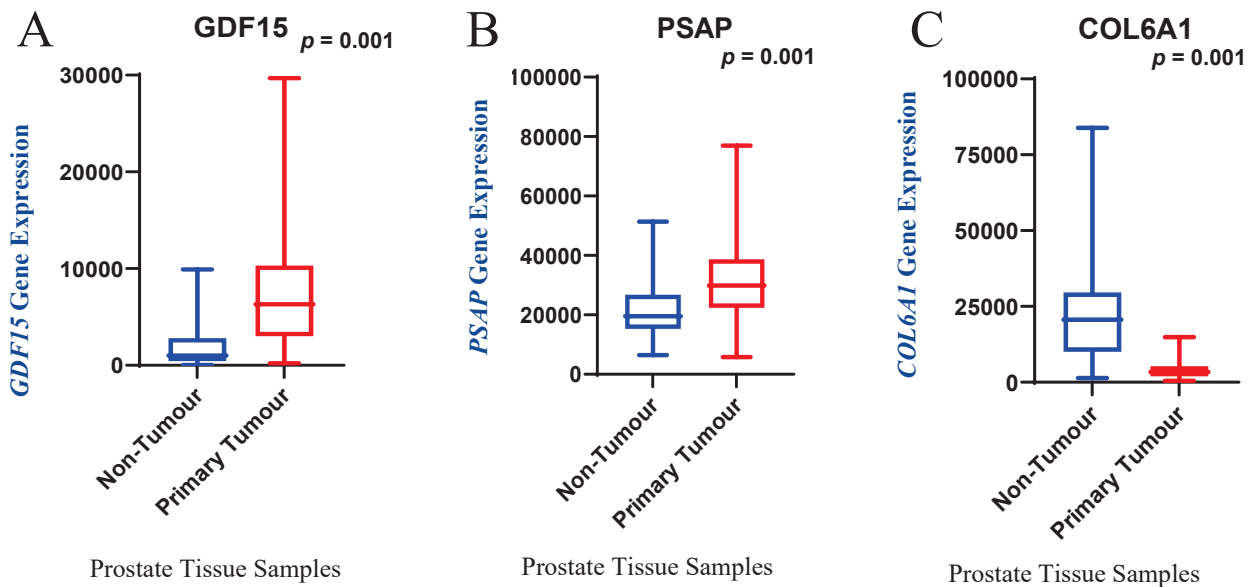 A
GDF15
p = 0.001
GDF15 Gene Expression
30000
20000
10000
0
Non-Tumour
Primary Tumour
Prostate Tissue Samples
B
PSAP
p = 0.001
PSAP Gene Expression
100000
80000
60000
40000
20000
0
Non-Tumour
Primary Tumour
Prostate Tissue Samples
C
COL6A1
p = 0.001
COL6A1 Gene Expression
100000
75000
50000
25000
0
Non-Tumour
Primary Tumour
Prostate Tissue Samples